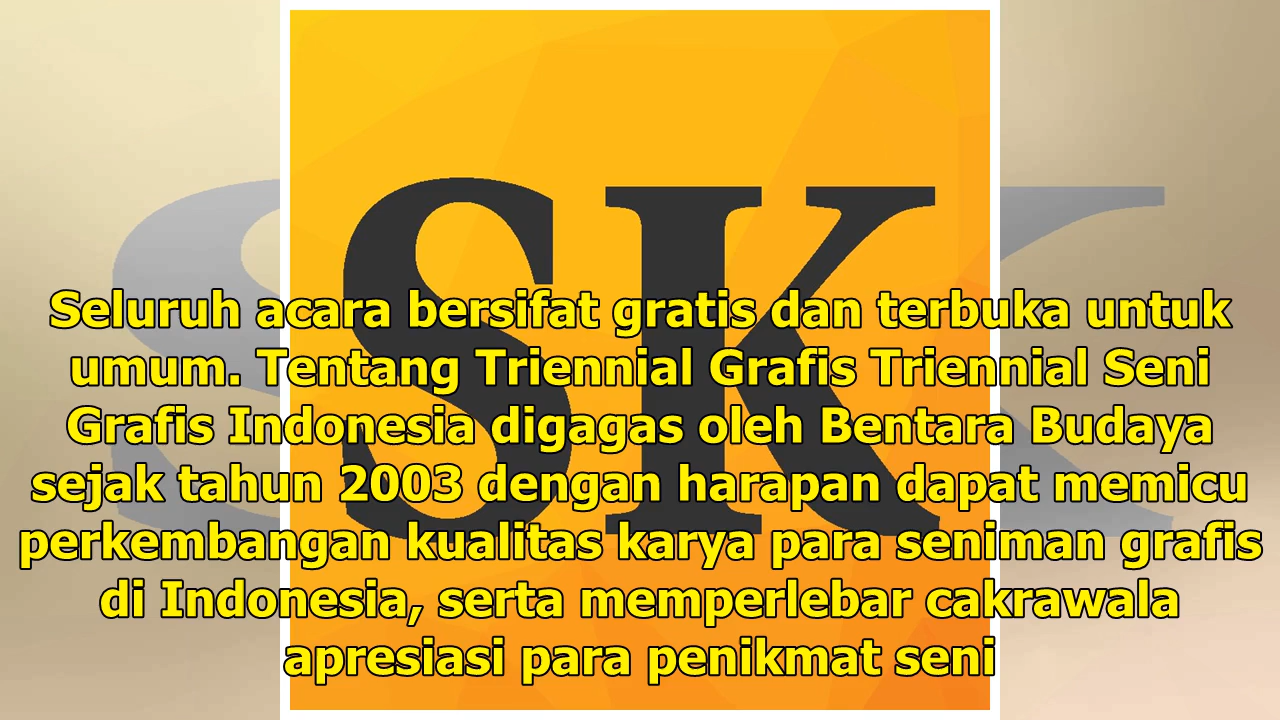 SK
Seluruh acara bersifat gratis dan terbuka untuk
umum. Tentang Triennial Grafis Triennial Seni
Grafis Indonesia digagas oleh Bentara Budaya
sejak tahun 2003 dengan harapan dapat memicu
perkembangan kualitas karya para seniman grafis
di Indonesia, serta memperlebar cakrawala
apresiasi para penikmat seni